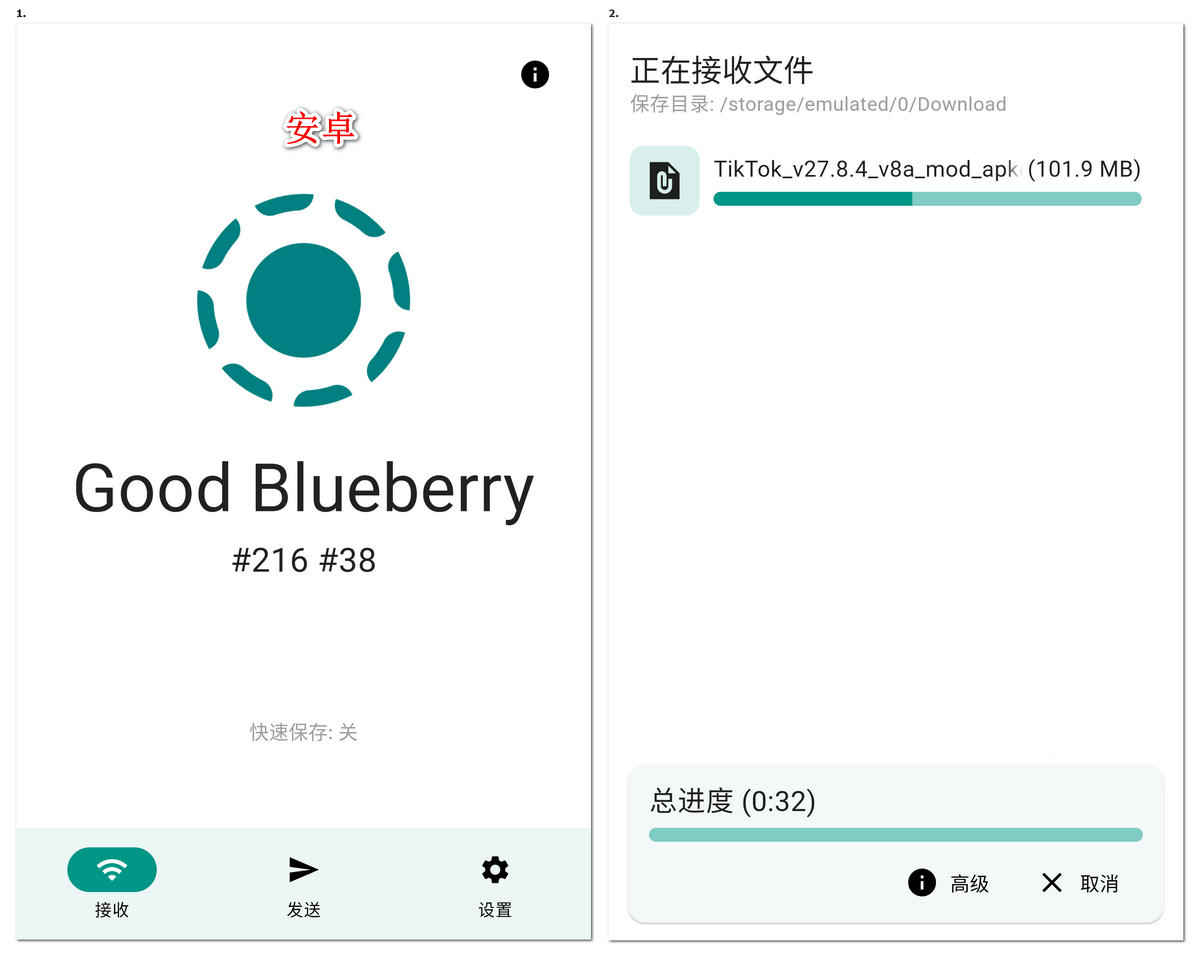 1.
安卓
Good Blueberry
#216 #38
快速保存: 关
接收
发送
设置
2.
正在接收文件
保存目录: /storage/emulated/0/Download
TikTok_v27.8.4_v8a_mod_apk (101.9 MB)
总进度 (0:32)
高级
取消